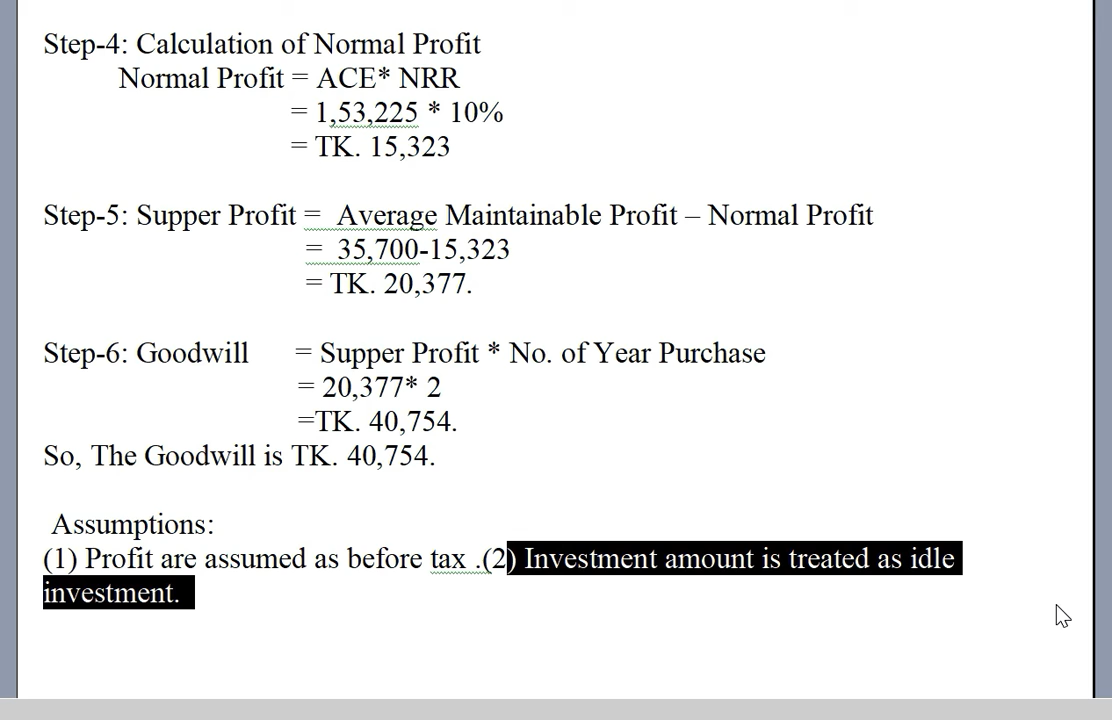 Step-4: Calculation of Normal Profit
Normal Profit = ACE* NRR
= 1,53,225 * 10%
= TK. 15,323
Step-5: Supper Profit =  Average Maintainable Profit – Normal Profit
=  35,700-15,323
= TK. 20,377.
Step-6: Goodwill = Supper Profit * No. of Year Purchase
= 20,377* 2
=TK. 40,754.
So, The Goodwill is TK. 40,754.
Assumptions:
(1) Profit are assumed as before tax .(2) Investment amount is treated as idle
investment.